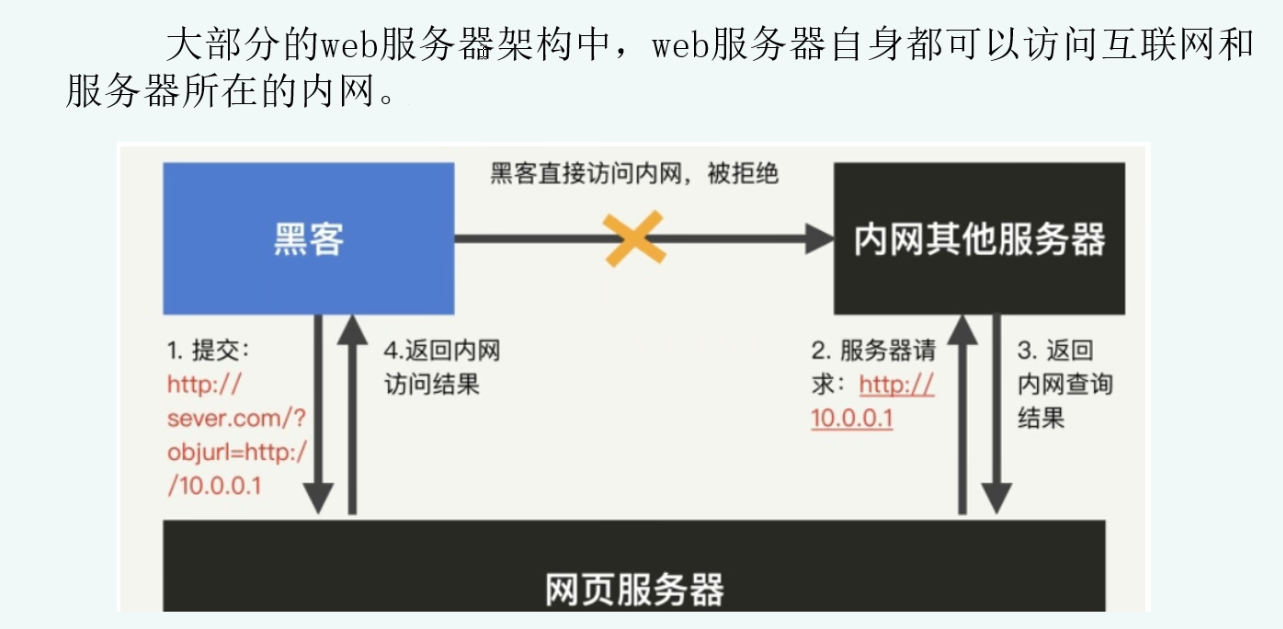 大部分的web服务器架构中，web服务器自身都可以访问互联网和
服务器所在的内网。
黑客直接访问内网，被拒绝
黑客
内网其他服务器
1. 提交：
http://
sever.com/?
objurl=http:/
/10.0.0.1
4.返回内网
访问结果
2. 服务器请
求：http://
10.0.0.1
3. 返回
内网查询
结果
网页服务器